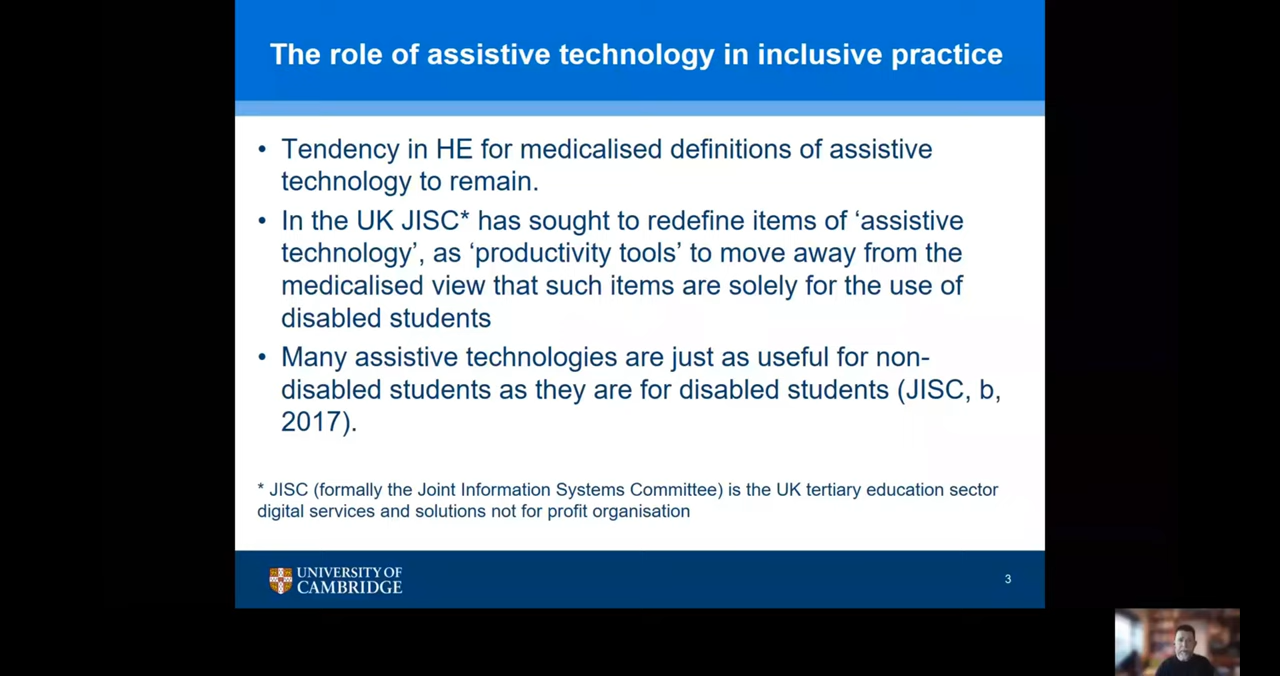 The role of assistive technology in inclusive practice
• Tendency in HE for medicalised definitions of assistive
technology to remain.
• In the UK JISC* has sought to redefine items of ‘assistive
technology’, as ‘productivity tools’ to move away from the
medicalised view that such items are solely for the use of
disabled students
• Many assistive technologies are just as useful for non-
disabled students as they are for disabled students (JISC, b,
2017).
* JISC (formally the Joint Information Systems Committee) is the UK tertiary education sector
digital services and solutions not for profit organisation
UNIVERSITY OF
CAMBRIDGE
3